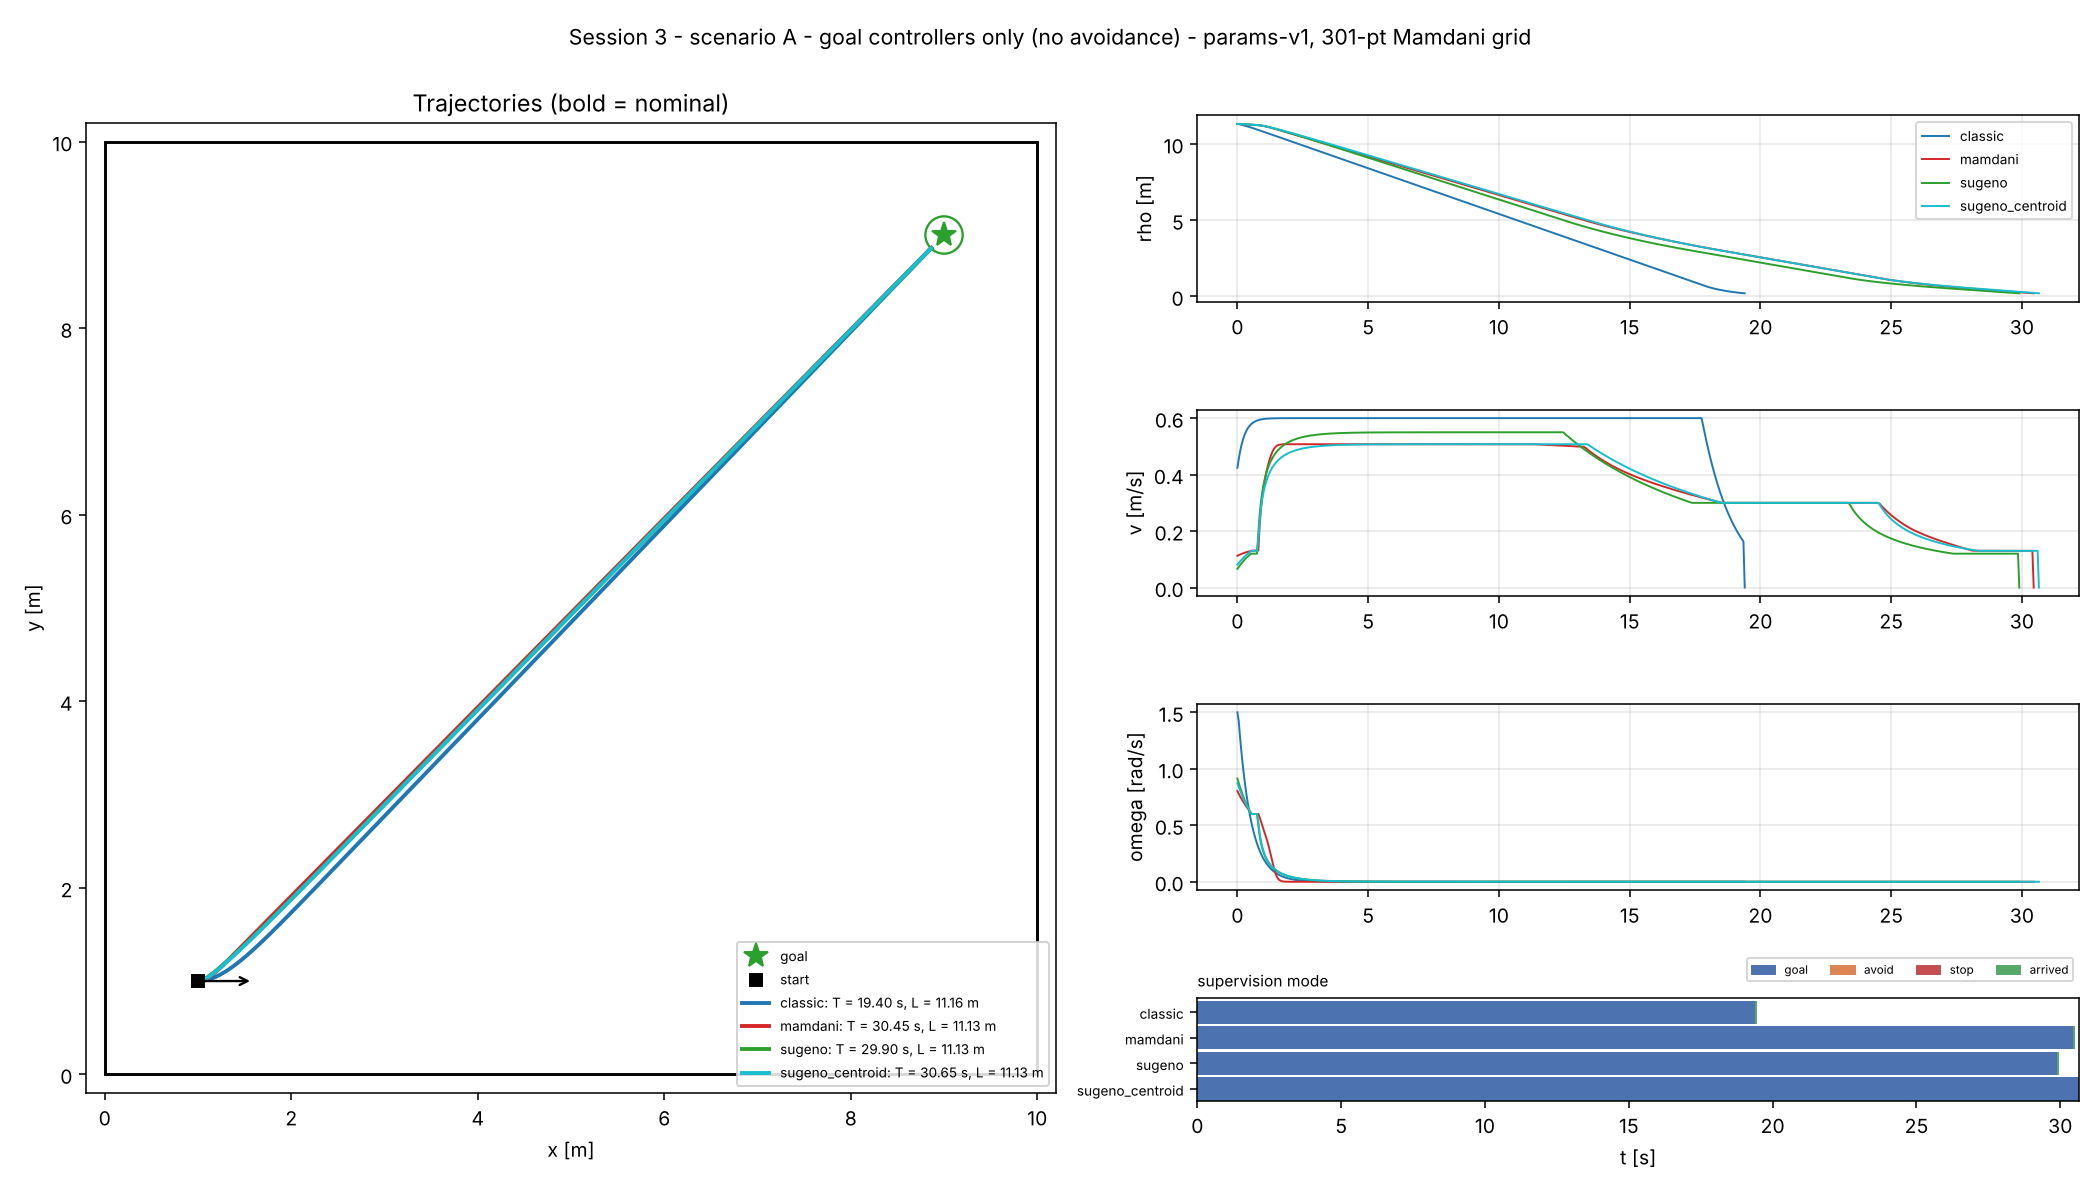 Session 3 - scenario A - goal controllers only (no avoidance) - params-v1, 301-pt Mamdani grid
Trajectories (bold = nominal)
10
8
6
4
2
0
y [m]
0 2 4 6 8 10
x [m]
goal
start
classic: T = 19.40 s, L = 11.16 m
mamdani: T = 30.45 s, L = 11.13 m
sugeno: T = 29.90 s, L = 11.13 m
sugeno_centroid: T = 30.65 s, L = 11.13 m
rho [m]
10
5
0
classic
mamdani
sugeno
sugeno_centroid
0 5 10 15 20 25 30
v [m/s]
0.6
0.4
0.2
0.0
0 5 10 15 20 25 30
omega [rad/s]
1.5
1.0
0.5
0.0
0 5 10 15 20 25 30
supervision mode
goal avoid stop arrived
classic
mamdani
sugeno
sugeno_centroid
0 5 10 15 20 25 30
t [s]